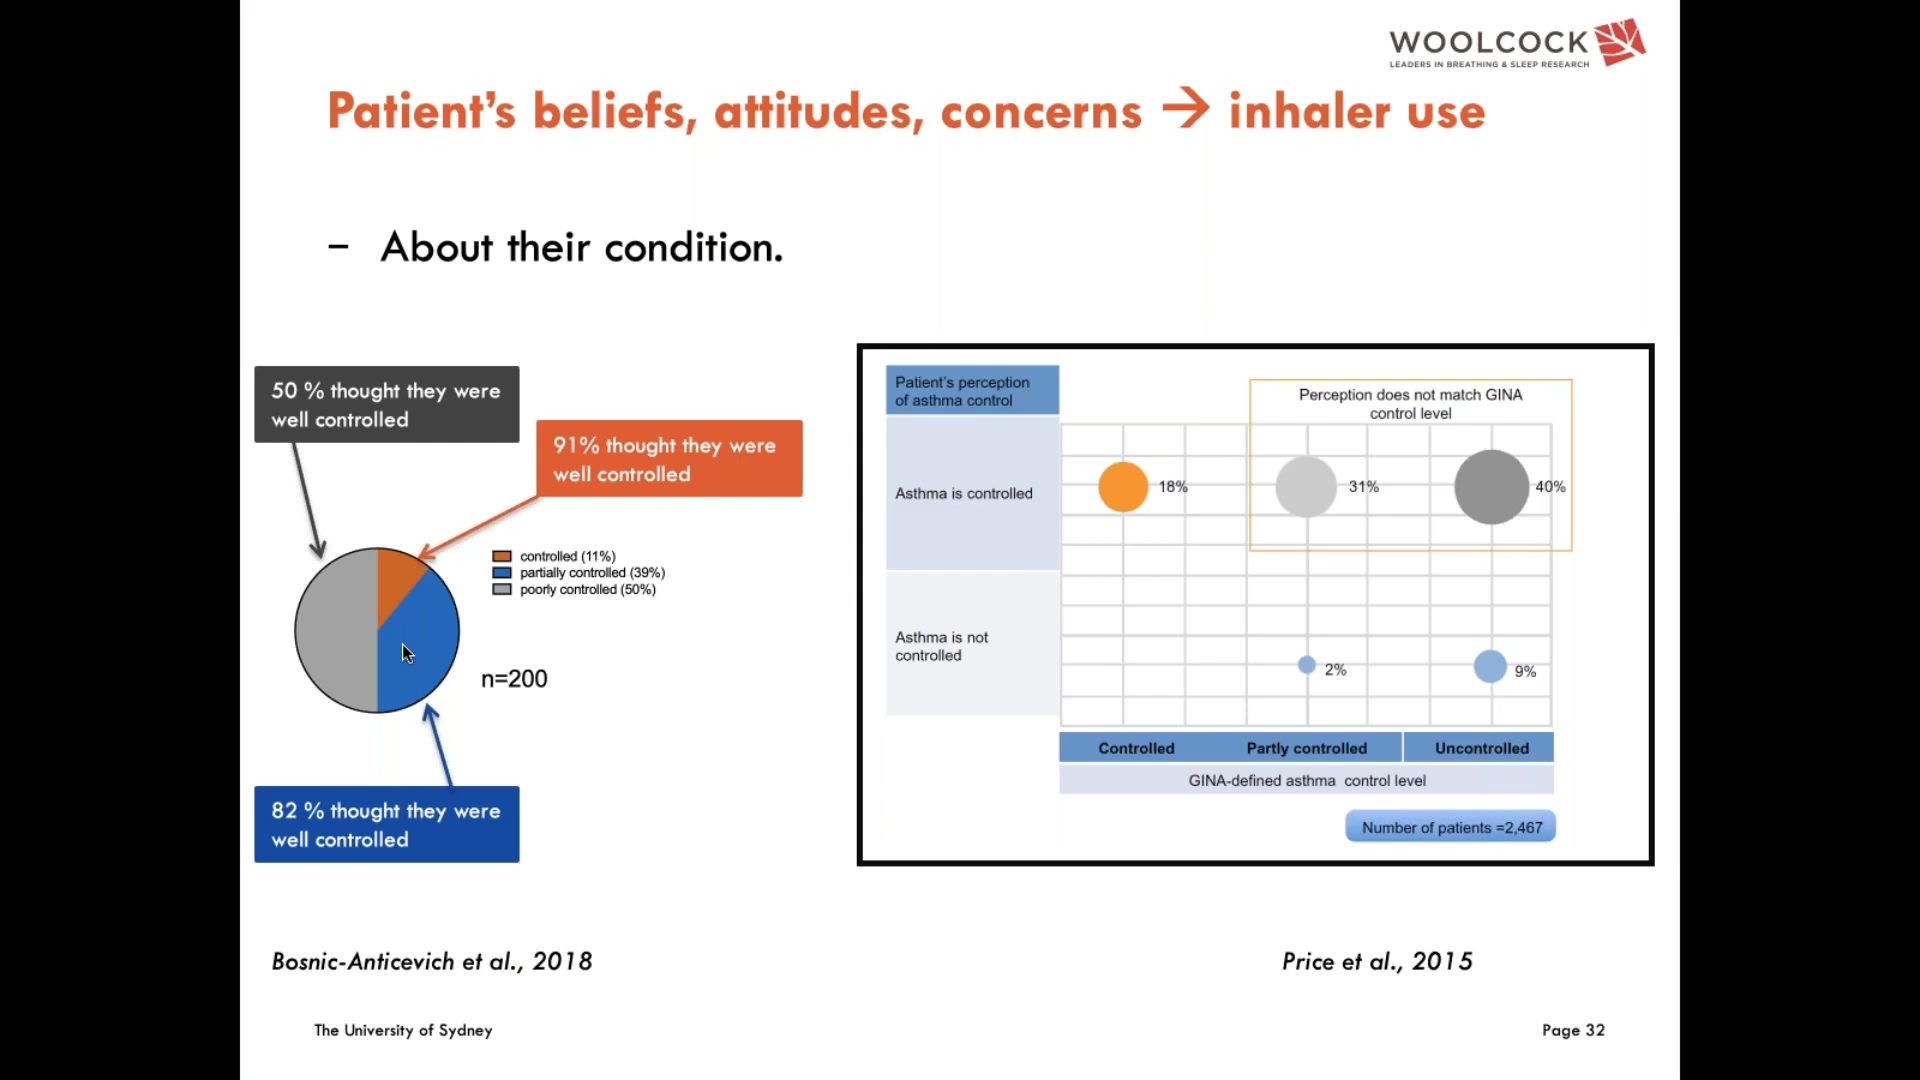 WOOLCOCK
LEADERS IN BREATHING & SLEEP RESEARCH
Patient's beliefs, attitudes, concerns → inhaler use
– About their condition.
50 % thought they were
well controlled
91% thought they were
well controlled
controlled (11%)
partially controlled (39%)
poorly controlled (50%)
n=200
82 % thought they were
well controlled
Bosnic-Anticevich et al., 2018
Patient's perception
of asthma control
Perception does not match GINA
control level
Asthma is controlled
18%
31%
40%
Asthma is not
controlled
2%
9%
Controlled
Partly controlled
Uncontrolled
GINA-defined asthma control level
Number of patients =2,467
Price et al., 2015
The University of Sydney
Page 32